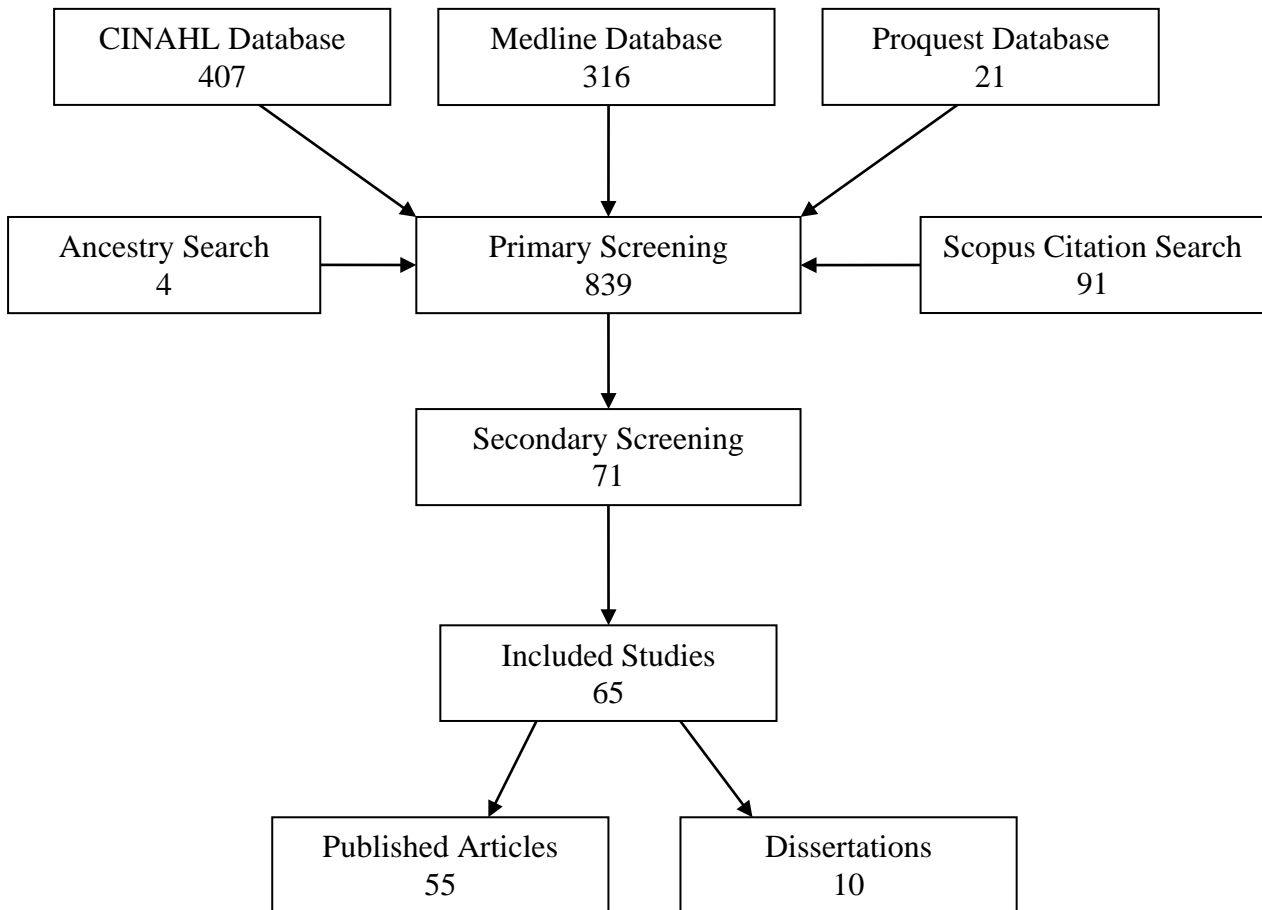 CINAHL Database
407
Medline Database
316
Proquest Database
21
Ancestry Search
4
Primary Screening
839
Scopus Citation Search
91
Secondary Screening
71
Included Studies
65
Published Articles
55
Dissertations
10